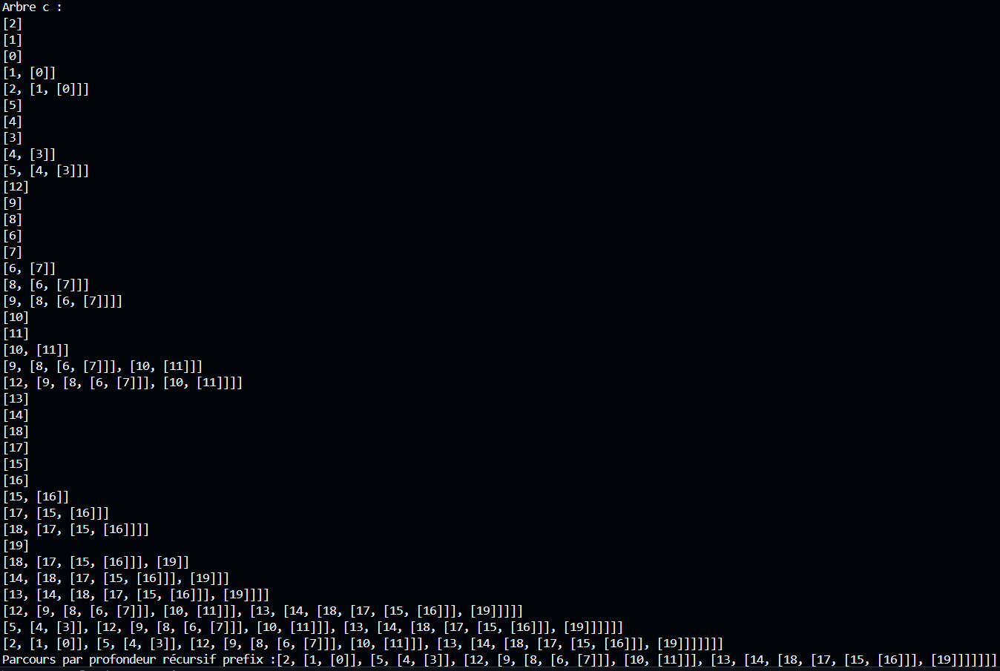 Arbre c :
[2]
[1]
[0]
[1, [0]]
[2, [1, [0]]]
[5]
[4]
[3]
[4, [3]]
[5, [4, [3]]]
[12]
[9]
[8]
[6]
[7]
[6, [7]]
[8, [6, [7]]]
[9, [8, [6, [7]]]]
[10]
[11]
[10, [11]]
[9, [8, [6, [7]]], [10, [11]]]
[12, [9, [8, [6, [7]]], [10, [11]]]]
[13]
[14]
[18]
[17]
[15]
[16]
[15, [16]]
[17, [15, [16]]]
[18, [17, [15, [16]]]]
[19]
[18, [17, [15, [16]]], [19]]
[14, [18, [17, [15, [16]]], [19]]]
[13, [14, [18, [17, [15, [16]]], [19]]]]
[12, [9, [8, [6, [7]]], [10, [11]]], [13, [14, [18, [17, [15, [16]]], [19]]]]]
[5, [4, [3]], [12, [9, [8, [6, [7]]], [10, [11]]], [13, [14, [18, [17, [15, [16]]], [19]]]]]]
[2, [1, [0]], [5, [4, [3]], [12, [9, [8, [6, [7]]], [10, [11]]], [13, [14, [18, [17, [15, [16]]], [19]]]]]]]
Parcours par profondeur récursif prefix :[2, [1, [0]], [5, [4, [3]], [12, [9, [8, [6, [7]]], [10, [11]]], [13, [14, [18, [17, [15, [16]]], [19]]]]]]]